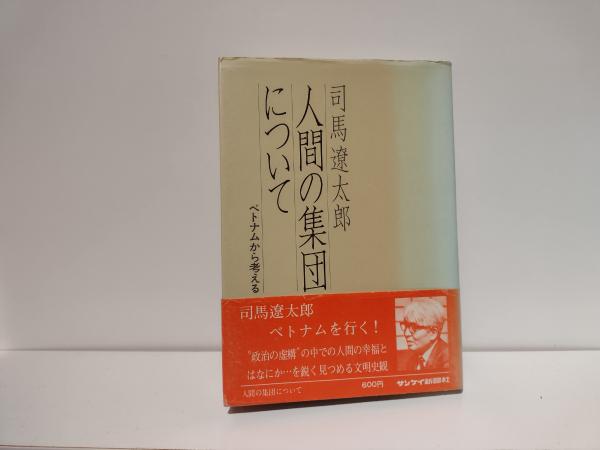 司馬遼太郎
人間の集団
について
ベトナムから考える
司馬遼太郎
ベトナムを行く!
"政治の虚構"の中での人間の幸福と
はなにか…を鋭く見つめる文明史観
人間の集団について
600円
サンケイ新聞社